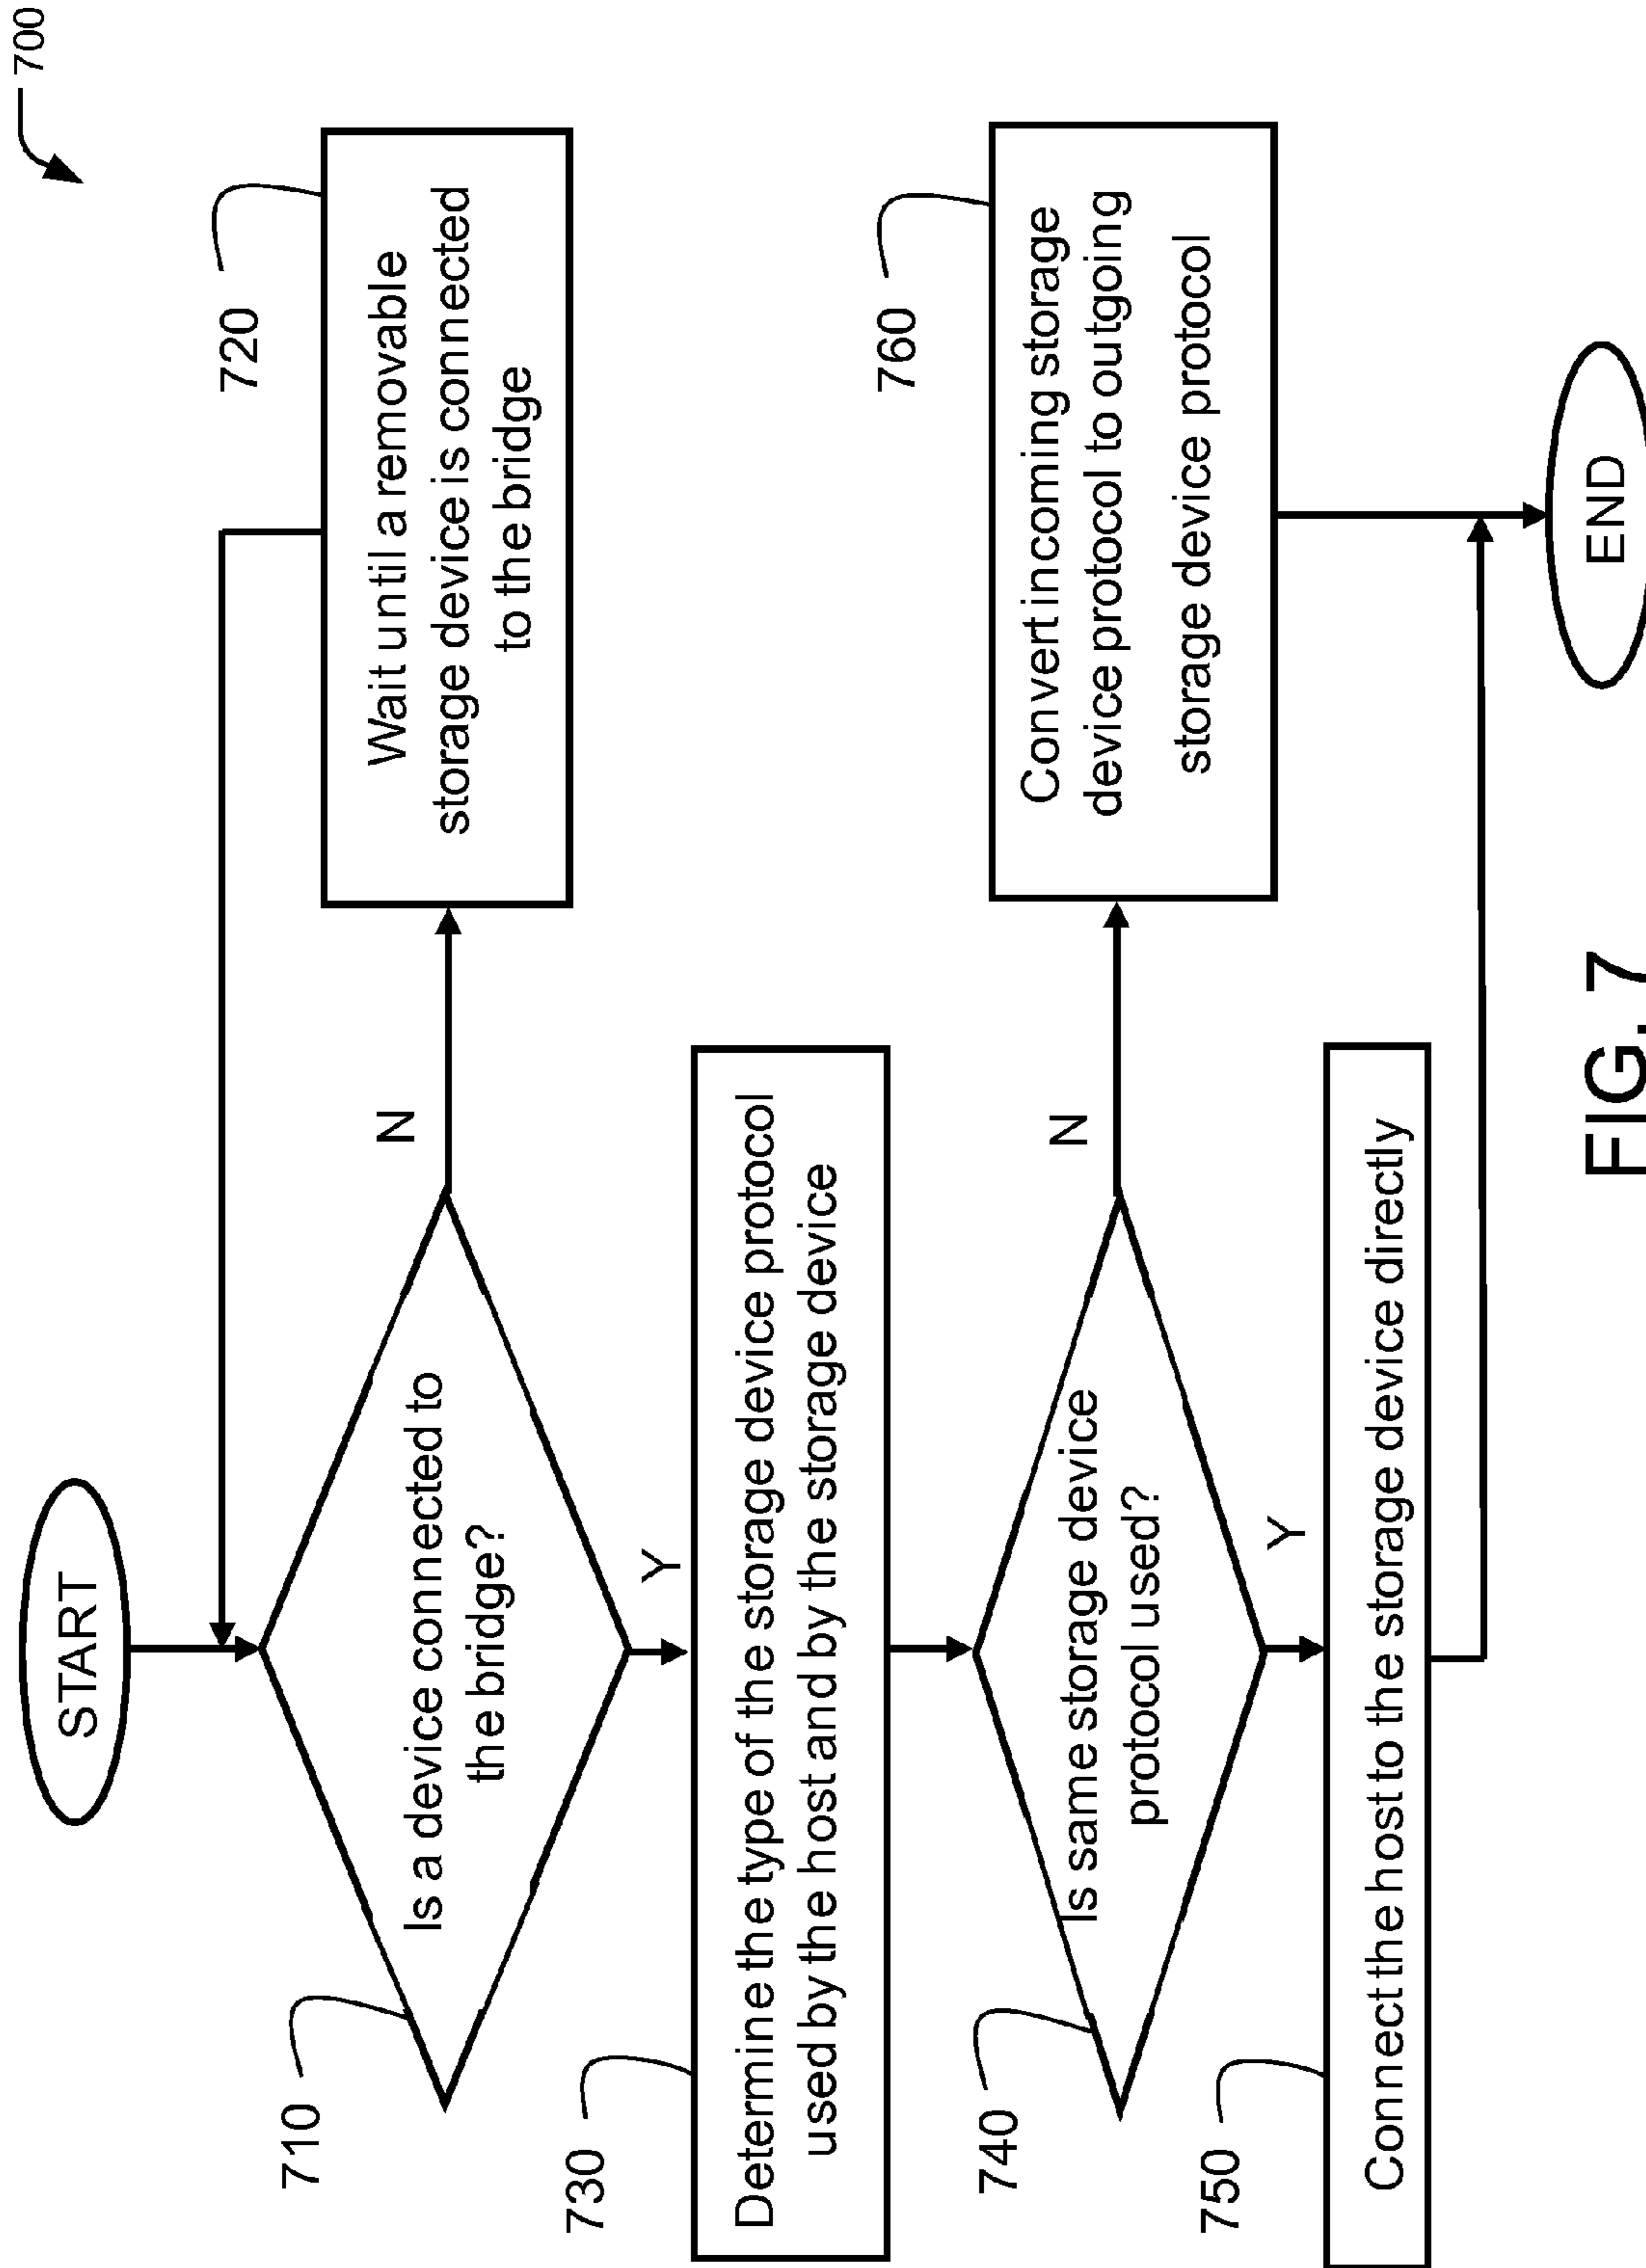 700
START
710
Is a device connected to
the bridge?
N
720
Wait until a removable
storage device is connected
to the bridge
Y
730
Determine the type of the storage device protocol
used by the host and by the storage device
740
Is same storage device
protocol used?
N
760
Convert incoming storage
device protocol to outgoing
storage device protocol
Y
750
Connect the host to the storage device directly
END
FIG. 7